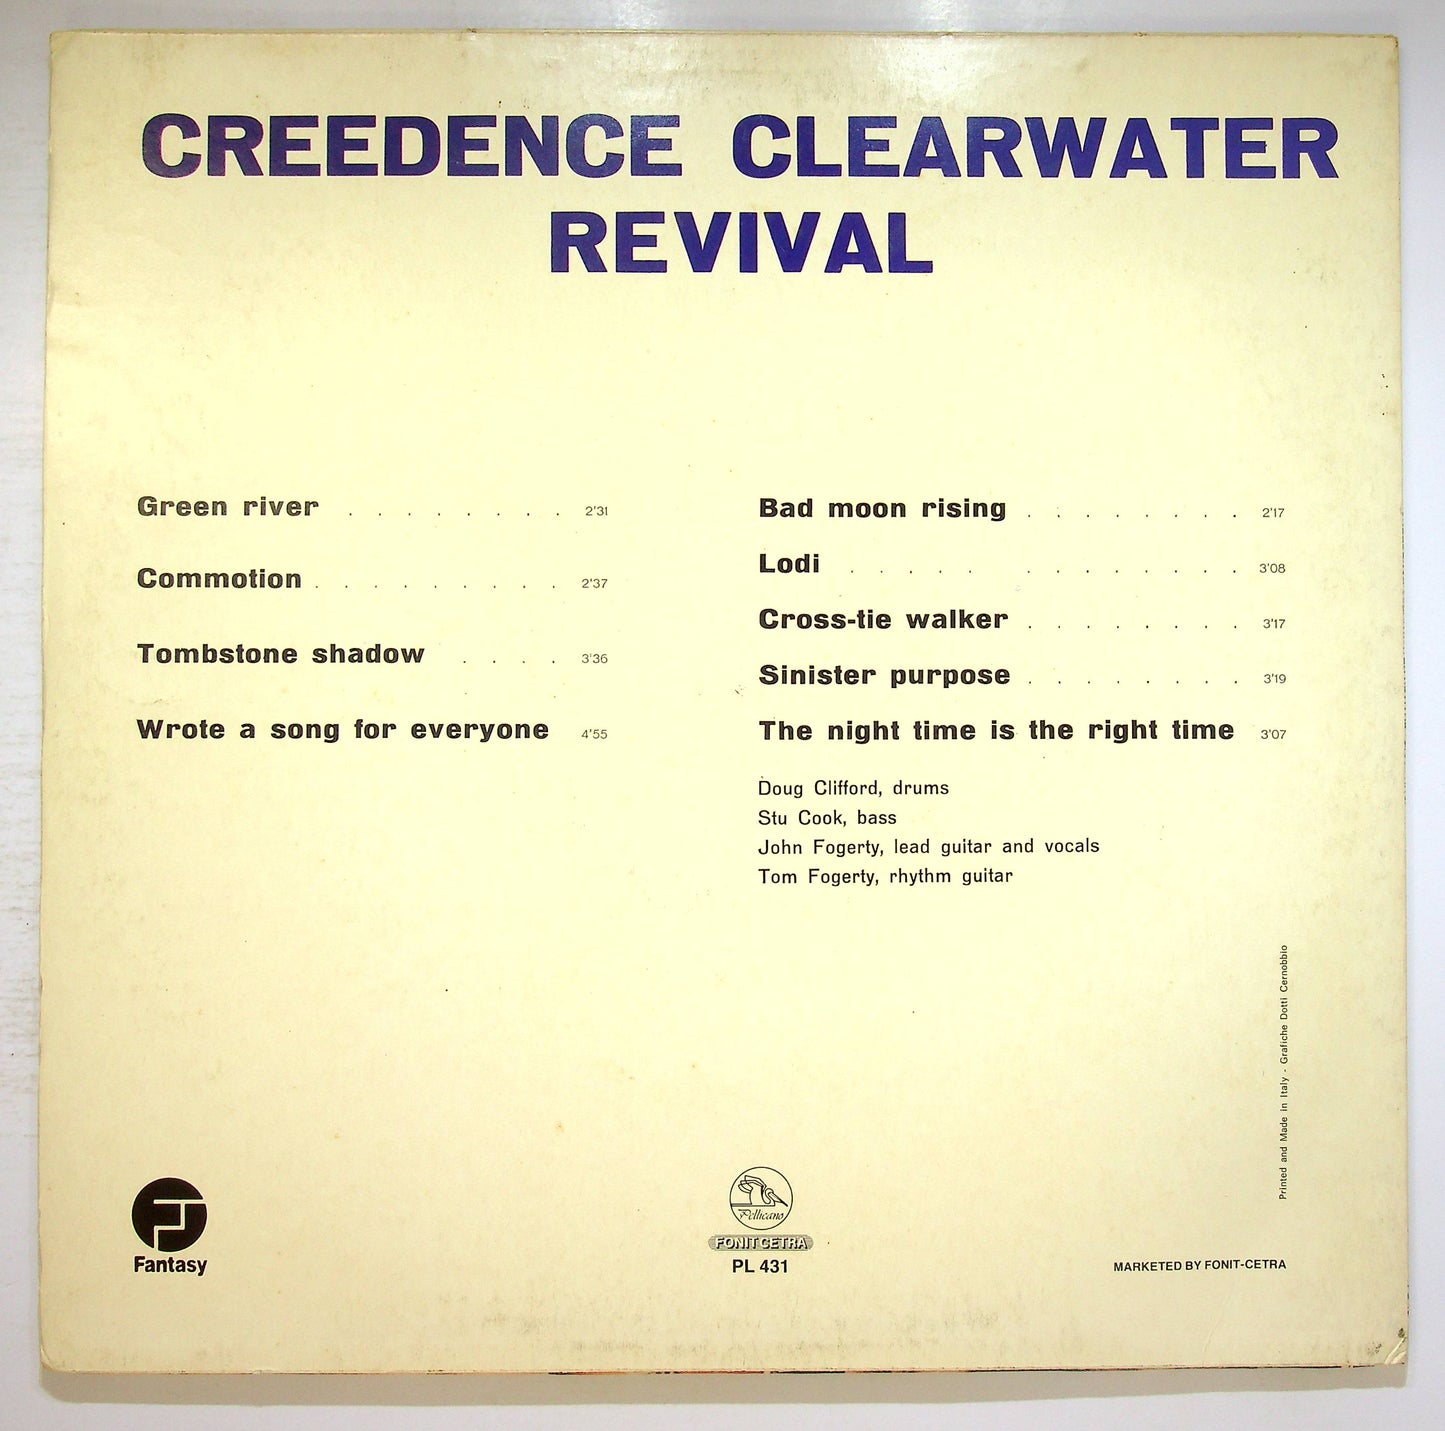 CREEDENCE CLEARWATER
REVIVAL
Green river . . . . . . . . 2'31
Commotion . . . . . . . . . 2'37
Tombstone shadow . . . . 3'36
Wrote a song for everyone 4'55
Bad moon rising . . . . . . . . 2'17
Lodi . . . . . . . . . . . . . 3'08
Cross-tie walker . . . . . . . . 3'17
Sinister purpose . . . . . . . . 3'19
The night time is the right time 3'07
Doug Clifford, drums
Stu Cook, bass
John Fogerty, lead guitar and vocals
Tom Fogerty, rhythm guitar
Printed and Made in Italy - Grafiche Dotti Cernobbio
Fantasy
Pellicano
FONIT CETRA
PL 431
MARKETED BY FONIT-CETRA